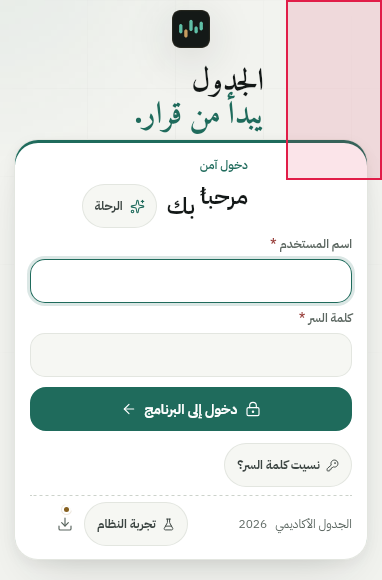 الجدول
يبدأ من قرار.
دخول آمن
مرحباً بك
الرحلة
اسم المستخدم *
كلمة السر *
دخول إلى البرنامج
نسيت كلمة السر؟
الجدول الأكاديمي 2026
تجربة النظام